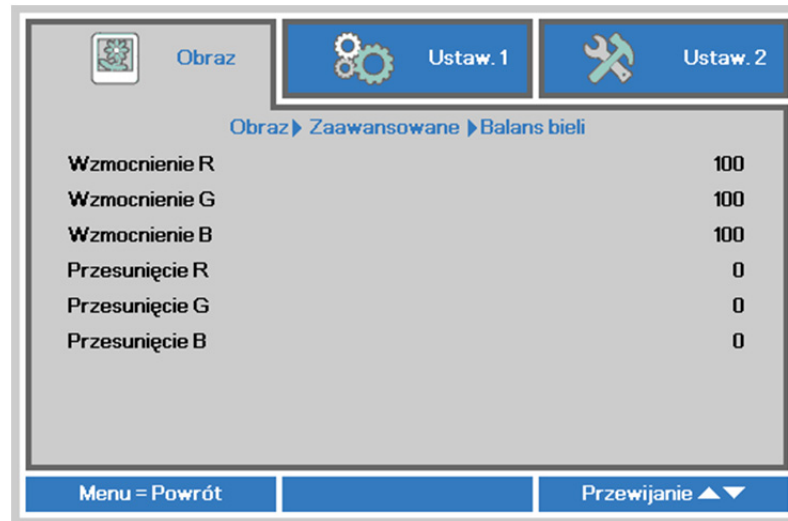 Obraz
Ustaw. 1
Ustaw. 2
Obraz Zaawansowane Balans bieli
Wzmocnienie R 100
Wzmocnienie G 100
Wzmocnienie B 100
Przesunięcie R 0
Przesunięcie G 0
Przesunięcie B 0
Menu = Powrót
Przewijanie